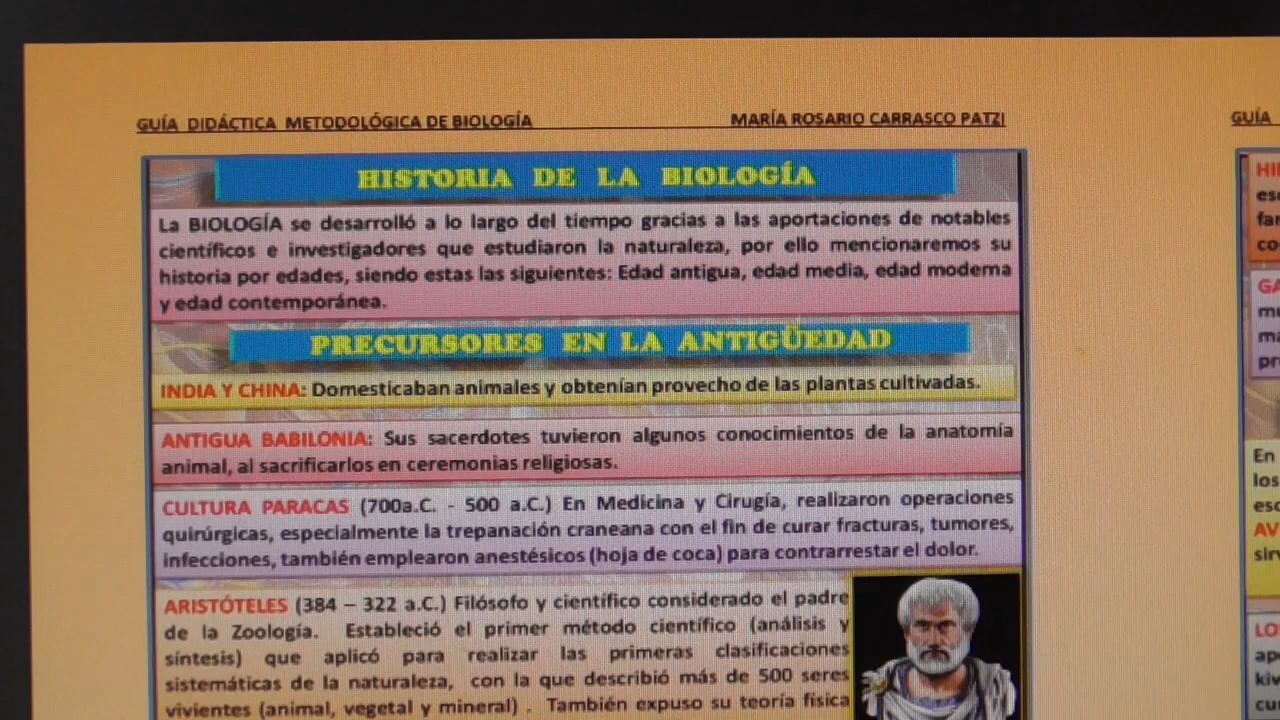 GUÍA DIDÁCTICA METODOLÓGICA DE BIOLOGÍA MARÍA ROSARIO CARRASCO PATZI
HISTORIA DE LA BIOLOGÍA
La BIOLOGÍA se desarrolló a lo largo del tiempo gracias a las aportaciones de notables
científicos e investigadores que estudiaron la naturaleza, por ello mencionaremos su
historia por edades, siendo estas las siguientes: Edad antigua, edad media, edad moderna
y edad contemporánea.
PRECURSORES EN LA ANTIGÜEDAD
INDIA Y CHINA: Domesticaban animales y obtenían provecho de las plantas cultivadas.
ANTIGUA BABILONIA: Sus sacerdotes tuvieron algunos conocimientos de la anatomía
animal, al sacrificarlos en ceremonias religiosas.
CULTURA PARACAS (700a.C. - 500 a.C.) En Medicina y Cirugía, realizaron operaciones
quirúrgicas, especialmente la trepanación craneana con el fin de curar fracturas, tumores,
infecciones, también emplearon anestésicos (hoja de coca) para contrarrestar el dolor.
ARISTÓTELES (384 – 322 a.C.) Filósofo y científico considerado el padre
de la Zoología. Estableció el primer método científico (análisis y
síntesis) que aplicó para realizar las primeras clasificaciones
sistemáticas de la naturaleza, con la que describió más de 500 seres
vivientes (animal, vegetal y mineral) . También expuso su teoría física
GUÍA
En
los